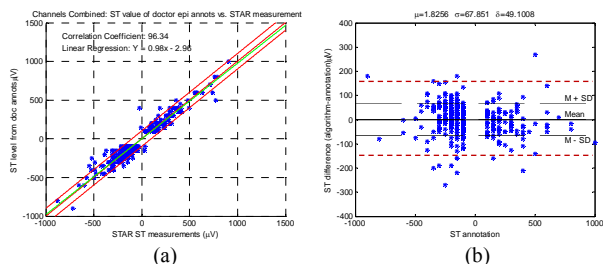 Channels Combined: ST value of doctor epi annots vs. STAR measurement
Correlation Coefficient: 96.34
Linear Regression: Y = 0.98x - 2.96
ST level from doc annots(µV)
1500
1000
500
0
-500
-1000
-1000 -500 0 500 1000 1500
STAR ST measurements (µV)
(a)
µ=1.8256 σ=67.851 δ=49.1008
ST difference (algorithm-annotation)(µV)
400
300
200
100
0
-100
-200
-300
-400
M + SD
Mean
M - SD
-1000 -500 0 500 1000
ST annotation
(b)